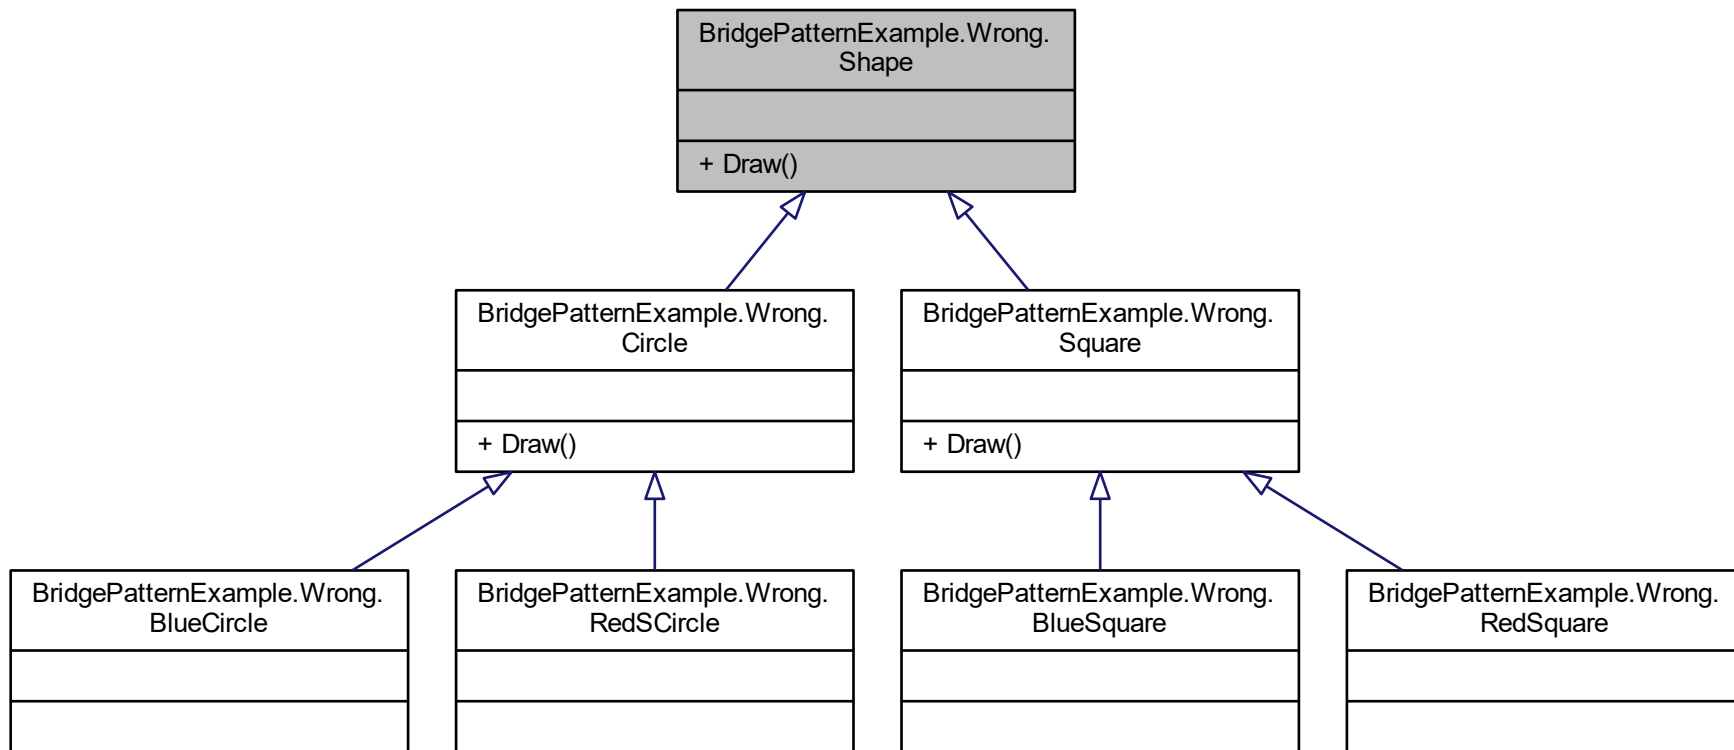 BridgePatternExample.Wrong.
Shape
+ Draw()
BridgePatternExample.Wrong.
Circle
+ Draw()
BridgePatternExample.Wrong.
Square
+ Draw()
BridgePatternExample.Wrong.
BlueCircle
BridgePatternExample.Wrong.
RedSCircle
BridgePatternExample.Wrong.
BlueSquare
BridgePatternExample.Wrong.
RedSquare